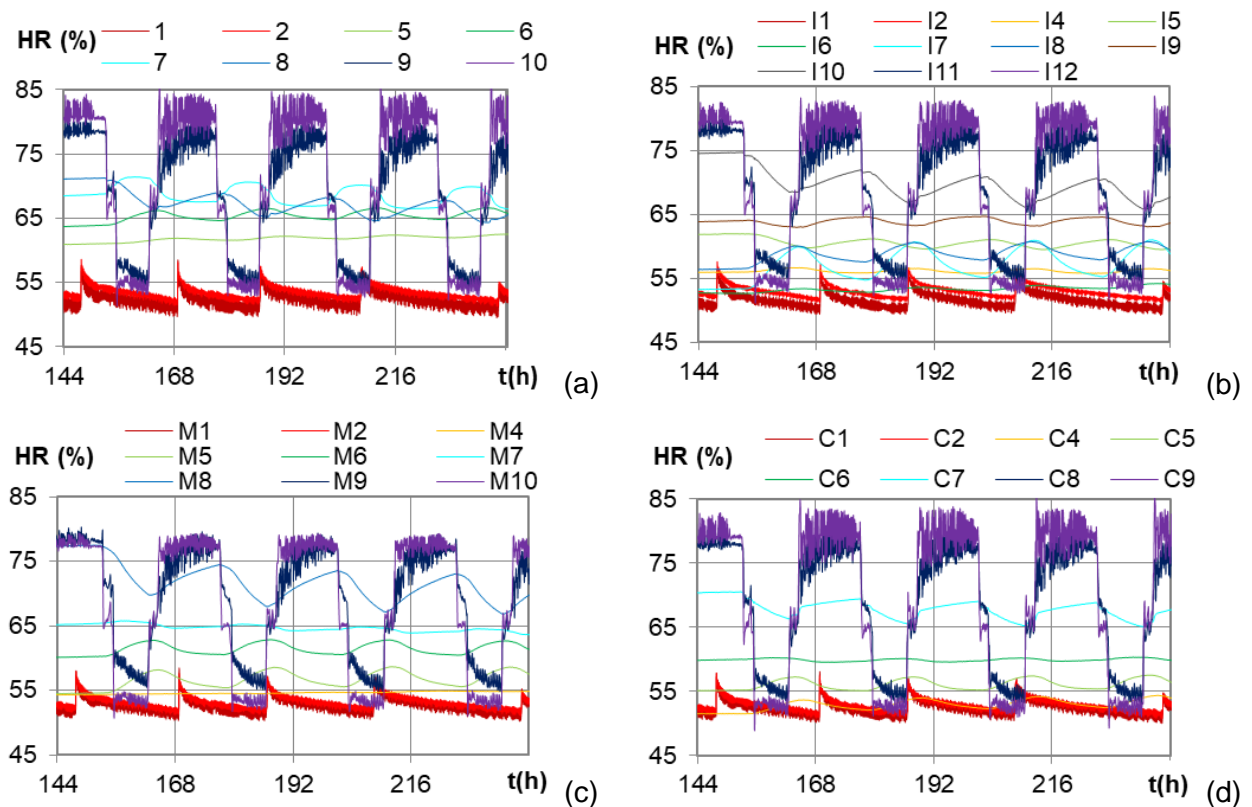 HR (%)
1 2 5 6
7 8 9 10
85
75
65
55
45
144 168 192 216 t(h)
(a)
HR (%)
I1 I2 I4 I5
I6 I7 I8 I9
I10 I11 I12
85
75
65
55
45
144 168 192 216 t(h)
(b)
HR (%)
M1 M2 M4
M5 M6 M7
M8 M9 M10
85
75
65
55
45
144 168 192 216 t(h)
(c)
HR (%)
C1 C2 C4 C5
C6 C7 C8 C9
85
75
65
55
45
144 168 192 216 t(h)
(d)